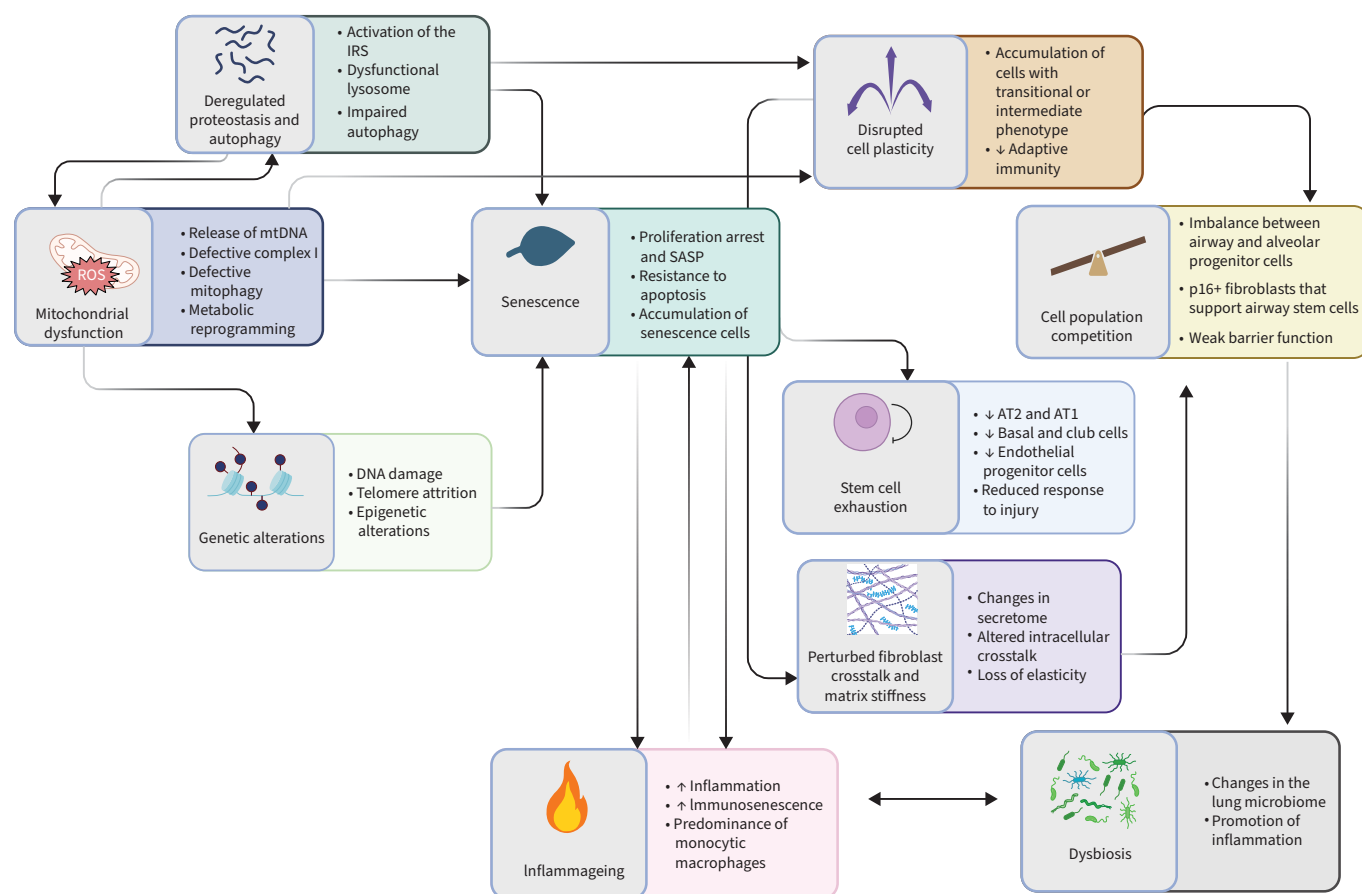 Deregulated
proteostasis and
autophagy
• Activation of the
IRS
• Dysfunctional
lysosome
• Impaired
autophagy
Disrupted
cell plasticity
• Accumulation of
cells with
transitional or
intermediate
phenotype
• ↓ Adaptive
immunity
ROS
Mitochondrial
dysfunction
• Release of mtDNA
• Defective complex I
• Defective
mitophagy
• Metabolic
reprogramming
Senescence
• Proliferation arrest
and SASP
• Resistance to
apoptosis
• Accumulation of
senescence cells
Cell population
competition
• Imbalance between
airway and alveolar
progenitor cells
• p16+ fibroblasts that
support airway stem cells
• Weak barrier function
Genetic alterations
• DNA damage
• Telomere attrition
• Epigenetic
alterations
Stem cell
exhaustion
• ↓ AT2 and AT1
• ↓ Basal and club cells
• ↓ Endothelial
progenitor cells
• Reduced response
to injury
Perturbed fibroblast
crosstalk and
matrix stiffness
• Changes in
secretome
• Altered intracellular
crosstalk
• Loss of elasticity
Inflammageing
• ↑ Inflammation
• ↑ Immunosenescence
• Predominance of
monocytic
macrophages
Dysbiosis
• Changes in the
lung microbiome
• Promotion of
inflammation